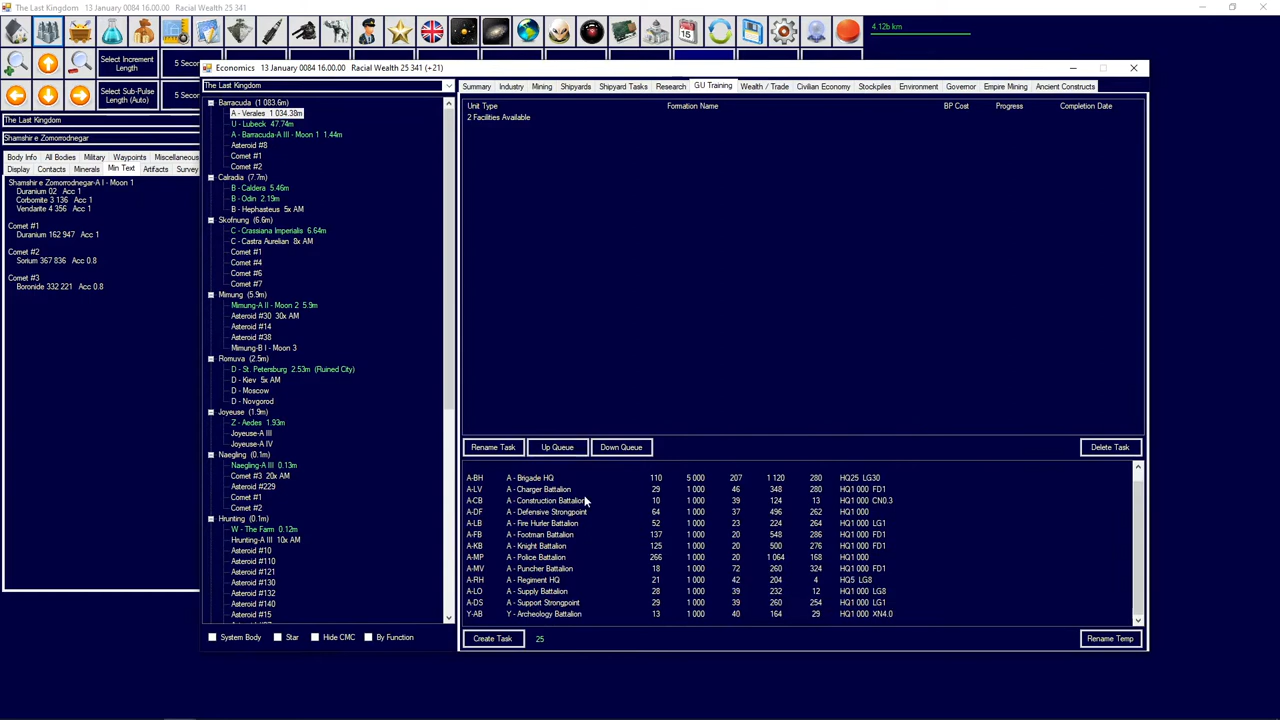 The Last Kingdom   13 January 0084 16.00.00   Racial Wealth 25 341
4.12b km
Select Increment Length
5 Secor
Select Sub-Pulse Length (Auto)
5 Secor
The Last Kingdom
Shamshir e Zomorrodnegar
Body Info   All Bodies   Military   Waypoints   Miscellaneous
Display   Contacts   Minerals   Min Text   Artifacts   Survey
Shamshir e Zomorrodnegar-A I - Moon 1
Duranium 02   Acc 1
Corbomite 3 136   Acc 1
Vendarite 4 356   Acc 1
Comet #1
Duranium 162 947   Acc 1
Comet #2
Sorium 367 836   Acc 0.8
Comet #3
Boronide 332 221   Acc 0.8
Economics   13 January 0084 16.00.00   Racial Wealth 25 341 (+21)
The Last Kingdom
Barracuda (1 083.6m)
A - Verales 1 034.38m
U - Lubeck 47.74m
A - Barracuda-A III - Moon 1 1.44m
Asteroid #8
Comet #1
Comet #2
Calradia (7.7m)
B - Caldera 5.46m
B - Odin 2.19m
B - Hephasteus 5x AM
Skofnung (6.6m)
C - Crassiana Imperialis 6.64m
C - Castra Aurelian 8x AM
Comet #1
Comet #4
Comet #6
Comet #7
Mimung (5.9m)
Mimung-A II - Moon 2 5.9m
Asteroid #30 30x AM
Asteroid #14
Asteroid #38
Mimung-B I - Moon 3
Romuva (2.5m)
D - St. Petersburg 2.53m (Ruined City)
D - Kiev 5x AM
D - Moscow
D - Novgorod
Joyeuse (1.9m)
Z - Aedes 1.93m
Joyeuse-A III
Joyeuse-A IV
Naegling (0.1m)
Naegling-A III 0.13m
Comet #3 20x AM
Asteroid #229
Comet #1
Comet #2
Hrunting (0.1m)
W - The Farm 0.12m
Hrunting-A III 10x AM
Asteroid #10
Asteroid #110
Asteroid #121
Asteroid #130
Asteroid #132
Asteroid #140
Asteroid #15
System Body   Star   Hide CMC   By Function
Summary   Industry   Mining   Shipyards   Shipyard Tasks   Research   GU Training   Wealth / Trade   Civilian Economy   Stockpiles   Environment   Governor   Empire Mining   Ancient Constructs
Unit Type   Formation Name   BP Cost   Progress   Completion Date
2 Facilities Available
Rename Task   Up Queue   Down Queue   Delete Task
A-BH   A - Brigade HQ   110   5 000   207   1 120   280   HQ25 LG30
A-LV   A - Charger Battalion   29   1 000   46   348   280   HQ1 000 FD1
A-CB   A - Construction Battalion   10   1 000   39   124   13   HQ1 000 CN0.3
A-DF   A - Defensive Strongpoint   64   1 000   37   496   262   HQ1 000
A-LB   A - Fire Hurler Battalion   52   1 000   23   224   264   HQ1 000 LG1
A-FB   A - Footman Battalion   137   1 000   20   548   286   HQ1 000 FD1
A-KB   A - Knight Battalion   125   1 000   20   500   276   HQ1 000 FD1
A-MP   A - Police Battalion   266   1 000   20   1 064   168   HQ1 000
A-MV   A - Puncher Battalion   18   1 000   72   260   324   HQ1 000 FD1
A-RH   A - Regiment HQ   21   1 000   42   204   4   HQ5 LG8
A-LO   A - Supply Battalion   28   1 000   39   232   12   HQ1 000 LG8
A-DS   A - Support Strongpoint   29   1 000   39   260   254   HQ1 000 LG1
Y-AB   Y - Archeology Battalion   13   1 000   40   164   29   HQ1 000 XN4.0
Create Task   25   Rename Temp